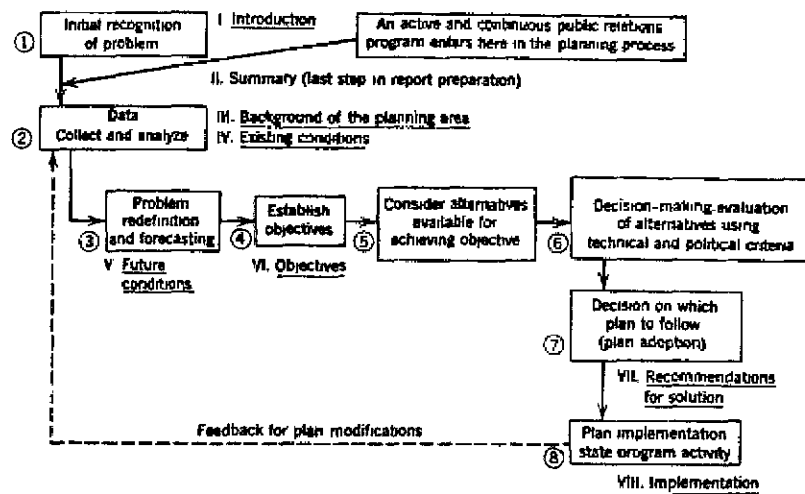 Initial recognition
of problem
①
I Introduction
An active and continuous public relations
program enters here in the planning process
II. Summary (last step in report preparation)
Data
Collect and analyze
②
III. Background of the planning area
IV. Existing conditions
Problem
redefinition
and forecasting
③
V Future
conditions
Establish
objectives
④
VI. Objectives
Consider alternatives
available for
achieving objective
⑤
Decision-making-evaluation
of alternatives using
technical and political criteria
⑥
Decision on which
plan to follow
(plan adoption)
⑦
VII. Recommendations
for solution
Feedback for plan modifications
Plan implementation
state program activity
⑧
VIII. Implementation